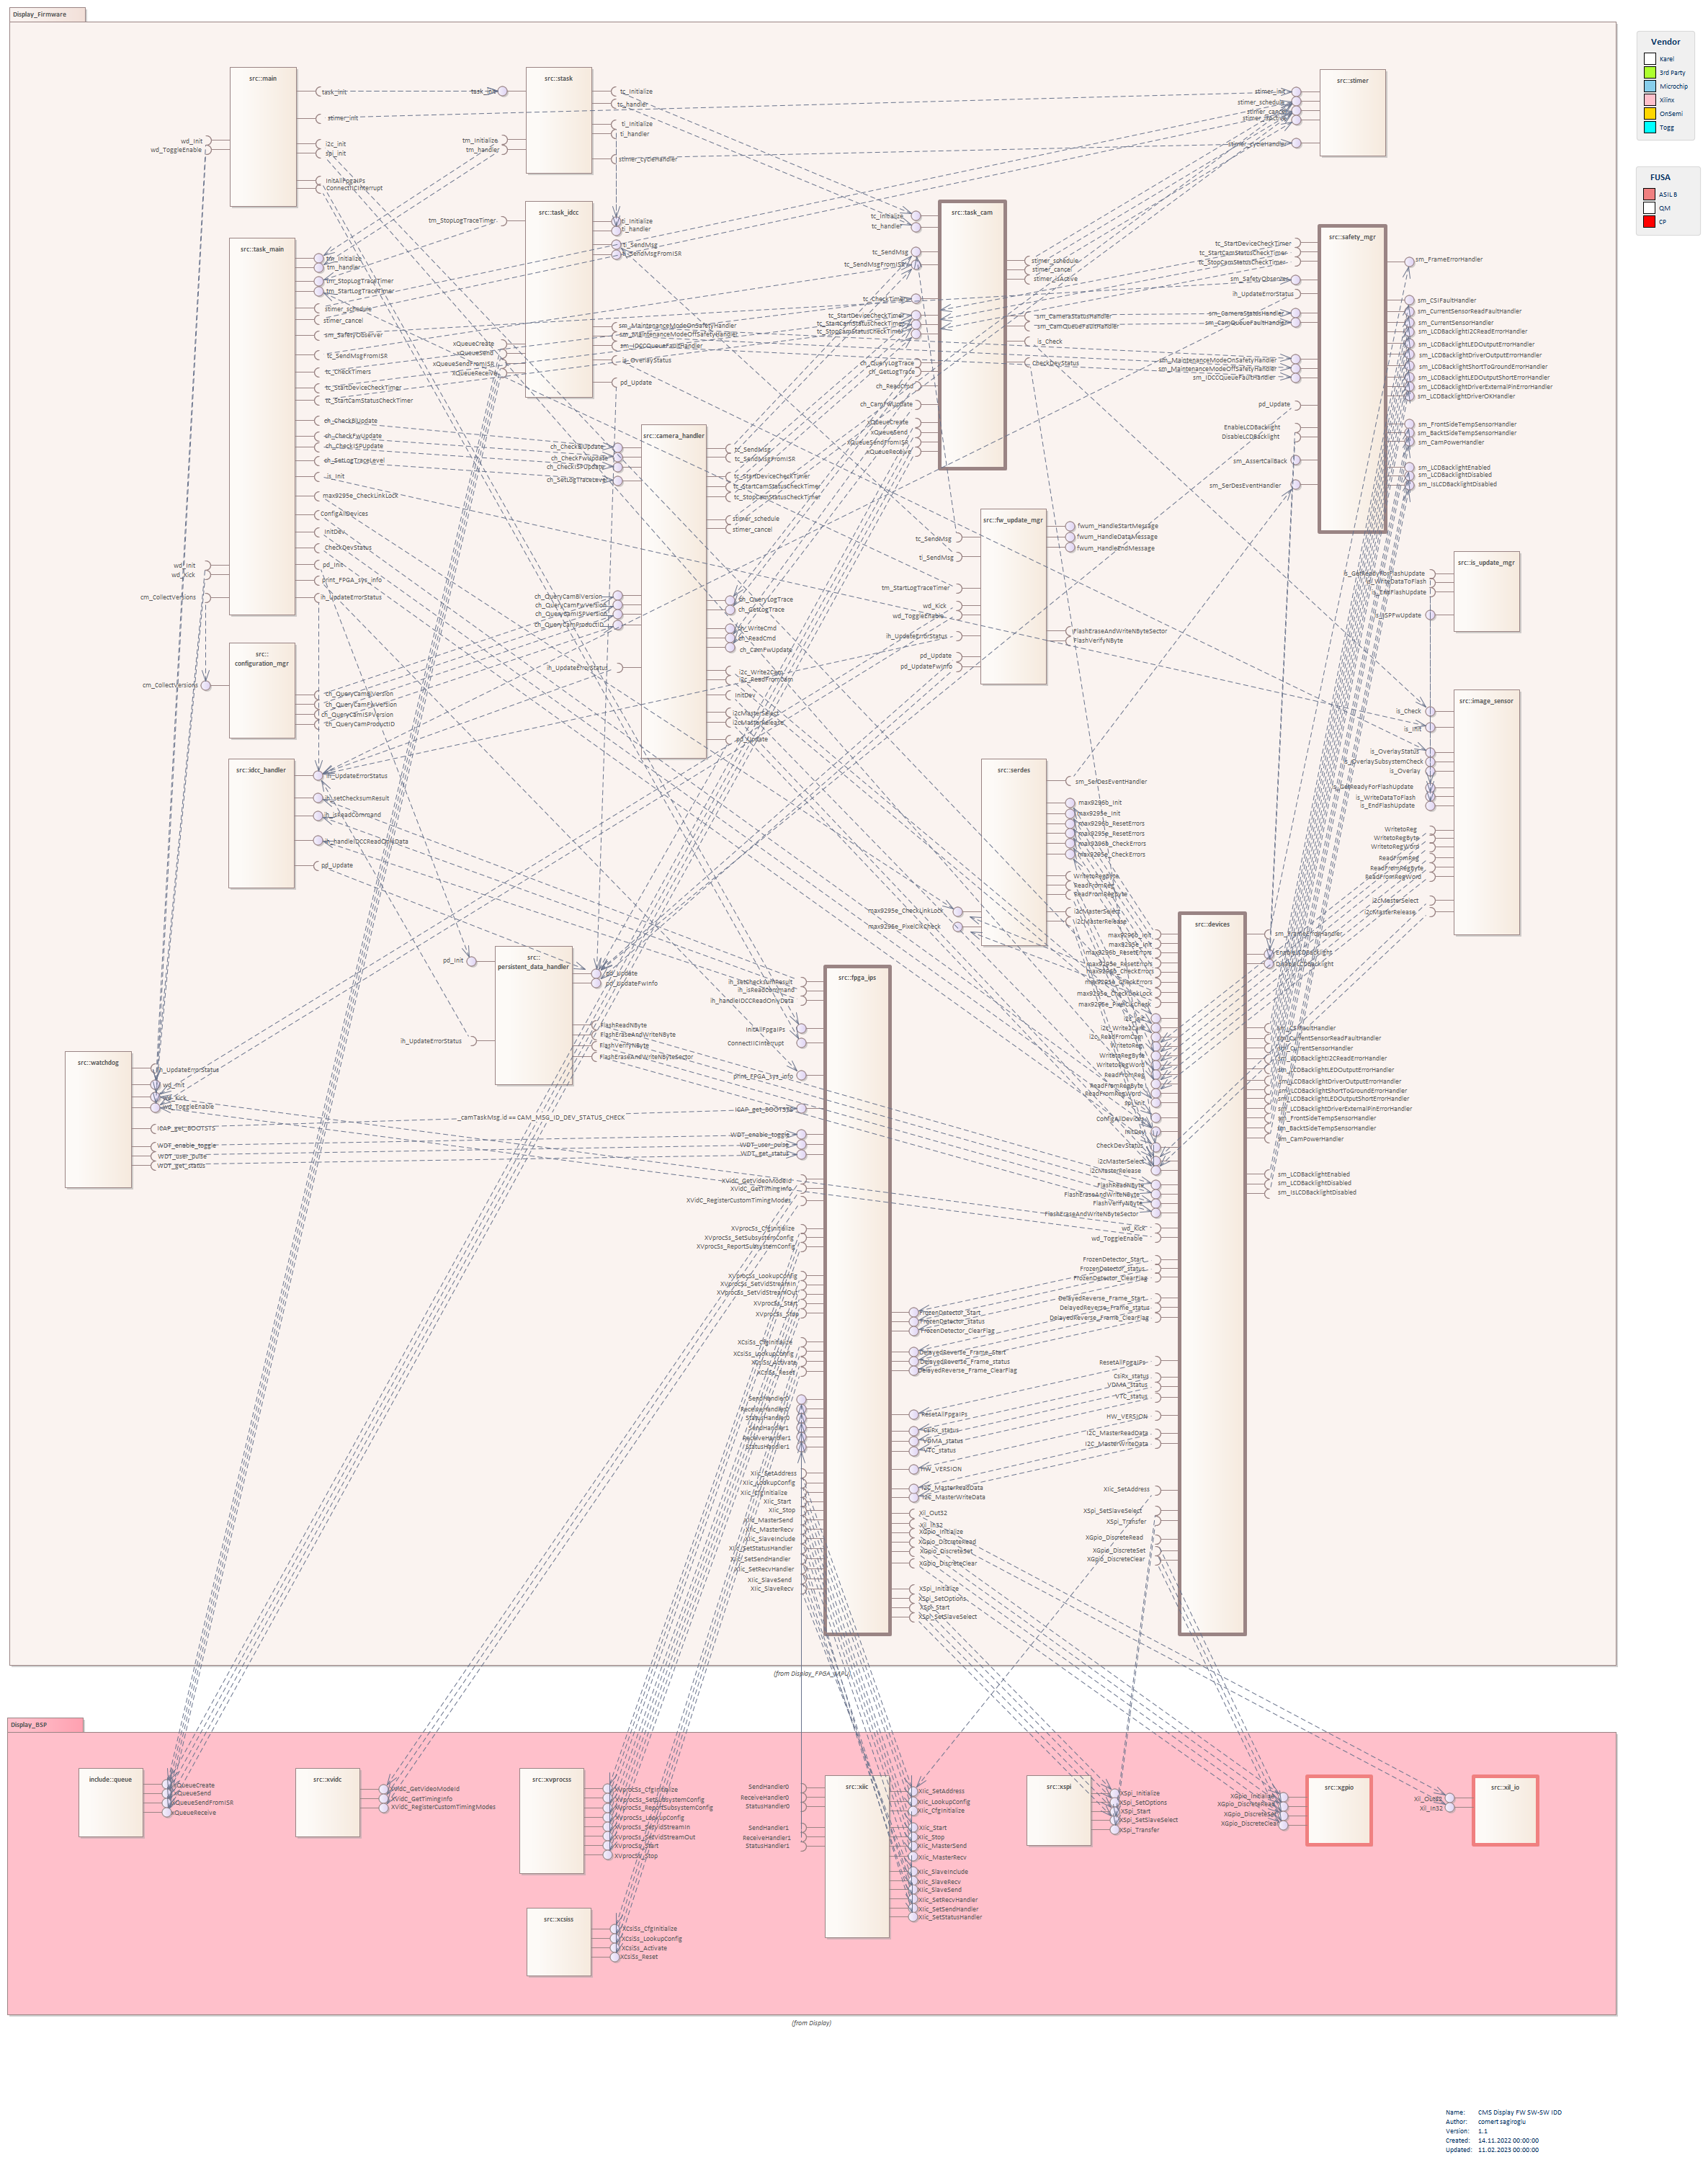 Display_Firmware
Vendor
Karel
3rd Party
Microchip
Xilinx
OnSemi
Togg
FUSA
ASIL B
QM
CP
src::main
task_init
stimer_init
wd_Init
wd_ToggleEnable
i2c_init
spi_init
InitAllFpgaIPs
ConnectIICInterrupt
src::stask
tc_Initialize
tc_handler
ti_Initialize
ti_handler
tm_Initialize
tm_handler
stimer_cycleHandler
src::stimer
stimer_init
stimer_schedule
stimer_cycleHandler
src::task_main
tm_Initialize
tm_handler
tm_StopLogTraceTimer
tm_StartLogTraceTimer
stimer_schedule
stimer_cancel
sm_SafetyObserver
tc_SendMsgFromISR
tc_CheckTimers
tc_StartDeviceCheckTimer
tc_StartCamStatusCheckTimer
ch_CheckBlUpdate
ch_CheckFwUpdate
ch_CheckISPUpdate
ch_SetLogTraceLevel
is_Init
max9295e_CheckLinkLock
ConfigAllDevices
InitDev
CheckDevStatus
wd_Init
wd_Kick
pd_Init
print_FPGA_sys_info
cm_CollectVersions
ih_UpdateErrorStatus
src::task_idcc
tm_StopLogTraceTimer
ti_Initialize
ti_handler
ti_SendMsg
ti_SendMsgFromISR
sm_MaintenanceModeOnSafetyHandler
sm_MaintenanceModeOffSafetyHandler
sm_IDCCQueueFaultHandler
is_OverlayStatus
xQueueCreate
xQueueSend
xQueueSendFromISR
xQueueReceive
pd_Update
src::task_cam
tc_Initialize
tc_handler
tc_SendMsg
tc_SendMsgFromISR
stimer_schedule
stimer_cancel
stimer_isActive
tc_CheckTimers
tc_StartDeviceCheckTimer
tc_StartCamStatusCheckTimer
tc_StopCamStatusCheckTimer
sm_CameraStatusHandler
sm_CamQueueFaultHandler
is_Check
ch_QueryLogTrace
CheckDevStatus
ch_GetLogTrace
ch_ReadCmd
ch_CamFwUpdate
xQueueCreate
xQueueSend
xQueueSendFromISR
xQueueReceive
src::safety_mgr
tc_StartDeviceCheckTimer
tc_StartCamStatusCheckTimer
tc_StopCamStatusCheckTimer
sm_SafetyObserver
ih_UpdateErrorStatus
sm_CameraStatusHandler
sm_CamQueueFaultHandler
sm_MaintenanceModeOnSafetyHandler
sm_MaintenanceModeOffSafetyHandler
sm_IDCCQueueFaultHandler
pd_Update
EnableLCDBacklight
DisableLCDBacklight
sm_AssertCallBack
sm_SerDesEventHandler
sm_FrameErrorHandler
sm_CSIFaultHandler
sm_CurrentSensorReadFaultHandler
sm_CurrentSensorHandler
sm_LCDBacklightI2CReadErrorHandler
sm_LCDBacklightLEDOutputErrorHandler
sm_LCDBacklightDriverOutputErrorHandler
sm_LCDBacklightShortToGroundErrorHandler
sm_LCDBacklightLEDOutputShortErrorHandler
sm_LCDBacklightDriverExternalPinErrorHandler
sm_LCDBacklightDriverOKHandler
sm_FrontSideTempSensorHandler
sm_BacktSideTempSensorHandler
sm_CamPowerHandler
sm_LCDBacklightEnabled
sm_LCDBacklightDisabled
sm_IsLCDBacklightDisabled
src::camera_handler
ch_CheckBlUpdate
ch_CheckFwUpdate
ch_CheckISPUpdate
ch_SetLogTraceLevel
tc_SendMsg
tc_SendMsgFromISR
tc_StartDeviceCheckTimer
tc_StartCamStatusCheckTimer
tc_StopCamStatusCheckTimer
stimer_schedule
stimer_cancel
ch_QueryCamBlVersion
ch_QueryCamFwVersion
ch_QueryCamISPVersion
ch_QueryCamProductID
ch_QueryLogTrace
ch_GetLogTrace
ch_WriteCmd
ch_ReadCmd
ch_CamFwUpdate
ih_UpdateErrorStatus
i2c_Write2Cam
i2c_ReadFromCam
InitDev
i2cMasterSelect
i2cMasterRelease
pd_Update
src::fw_update_mgr
fwum_HandleStartMessage
fwum_HandleDataMessage
fwum_HandleEndMessage
tc_SendMsg
ti_SendMsg
tm_StartLogTraceTimer
wd_Kick
wd_ToggleEnable
ih_UpdateErrorStatus
FlashEraseAndWriteNByteSector
FlashVerifyNByte
pd_Update
pd_UpdateFwInfo
src::is_update_mgr
is_GetReadyForFlashUpdate
is_WriteDataToFlash
is_EndFlashUpdate
is_ISPFwUpdate
src::
configuration_mgr
cm_CollectVersions
ch_QueryCamBlVersion
ch_QueryCamFwVersion
ch_QueryCamISPVersion
ch_QueryCamProductID
src::image_sensor
is_Check
is_Init
is_OverlayStatus
is_OverlaySubsystemCheck
is_Overlay
is_GetReadyForFlashUpdate
is_WriteDataToFlash
is_EndFlashUpdate
WritetoReg
WritetoRegByte
WritetoRegWord
ReadFromReg
ReadFromRegByte
ReadFromRegWord
i2cMasterSelect
i2cMasterRelease
src::idcc_handler
ih_UpdateErrorStatus
ih_setChecksumResult
ih_isReadCommand
ih_handleIDCCReadOnlyData
pd_Update
src::serdes
sm_SerDesEventHandler
max9296b_Init
max9295e_Init
max9296b_ResetErrors
max9295e_ResetErrors
max9296b_CheckErrors
max9295e_CheckErrors
WritetoRegByte
ReadFromReg
ReadFromRegByte
max9295e_CheckLinkLock
max9295e_PixelClkCheck
i2cMasterSelect
i2cMasterRelease
src::
persistent_data_handler
pd_Init
pd_Update
pd_UpdateFwInfo
FlashReadNByte
FlashEraseAndWriteNByte
FlashVerifyNByte
FlashEraseAndWriteNByteSector
ih_UpdateErrorStatus
src::watchdog
ih_UpdateErrorStatus
wd_Init
wd_Kick
wd_ToggleEnable
ICAP_get_BOOTSTS
WDT_enable_toggle
WDT_user_pulse
WDT_get_status
_camTaskMsg.id == CAM_MSG_ID_DEV_STATUS_CHECK
src::fpga_ips
ih_setChecksumResult
ih_isReadCommand
ih_handleIDCCReadOnlyData
InitAllFpgaIPs
ConnectIICInterrupt
print_FPGA_sys_info
ICAP_get_BOOTSTS
WDT_enable_toggle
WDT_user_pulse
WDT_get_status
XVidC_GetVideoModeId
XVidC_GetTimingInfo
XVidC_RegisterCustomTimingModes
XVprocSs_CfgInitialize
XVprocSs_SetSubsystemConfig
XVprocSs_ReportSubsystemConfig
XVprocSs_LookupConfig
XVprocSs_SetVidStreamIn
XVprocSs_SetVidStreamOut
XVprocSs_Start
XVprocSs_Stop
XCsiSs_CfgInitialize
XCsiSs_LookupConfig
XCsiSs_Activate
XCsiSs_Reset
SendHandler0
ReceiveHandler0
StatusHandler0
SendHandler1
ReceiveHandler1
StatusHandler1
XIic_SetAddress
XIic_LookupConfig
XIic_CfgInitialize
XIic_Start
XIic_Stop
XIic_MasterSend
XIic_MasterRecv
XIic_SlaveInclude
XIic_SetStatusHandler
XIic_SetSendHandler
XIic_SetRecvHandler
XIic_SlaveSend
XIic_SlaveRecv
FrozenDetector_Start
FrozenDetector_status
FrozenDetector_ClearFlag
DelayedReverse_Frame_Start
DelayedReverse_Frame_status
DelayedReverse_Frame_ClearFlag
ResetAllFpgaIPs
CsiRx_status
VDMA_status
VTC_status
HW_VERSION
I2C_MasterReadData
I2C_MasterWriteData
Xil_Out32
Xil_In32
XGpio_Initialize
XGpio_DiscreteRead
XGpio_DiscreteSet
XGpio_DiscreteClear
XSpi_Initialize
XSpi_SetOptions
XSpi_Start
XSpi_SetSlaveSelect
src::devices
max9296b_Init
max9295e_Init
max9296b_ResetErrors
max9295e_ResetErrors
max9296b_CheckErrors
max9295e_CheckErrors
max9295e_CheckLinkLock
max9295e_PixelClkCheck
i2c_init
i2c_Write2Cam
i2c_ReadFromCam
WritetoReg
WritetoRegByte
WritetoRegWord
ReadFromReg
ReadFromRegByte
ReadFromRegWord
spi_init
ConfigAllDevices
InitDev
CheckDevStatus
i2cMasterSelect
i2cMasterRelease
FlashReadNByte
FlashEraseAndWriteNByte
FlashVerifyNByte
FlashEraseAndWriteNByteSector
wd_Kick
wd_ToggleEnable
FrozenDetector_Start
FrozenDetector_status
FrozenDetector_ClearFlag
DelayedReverse_Frame_Start
DelayedReverse_Frame_status
DelayedReverse_Frame_ClearFlag
ResetAllFpgaIPs
CsiRx_status
VDMA_status
VTC_status
HW_VERSION
I2C_MasterReadData
I2C_MasterWriteData
XIic_SetAddress
XSpi_SetSlaveSelect
XSpi_Transfer
XGpio_DiscreteRead
XGpio_DiscreteSet
XGpio_DiscreteClear
sm_FrameErrorHandler
EnableLCDBacklight
DisableLCDBacklight
sm_CSIFaultHandler
sm_CurrentSensorReadFaultHandler
sm_CurrentSensorHandler
sm_LCDBacklightI2CReadErrorHandler
sm_LCDBacklightLEDOutputErrorHandler
sm_LCDBacklightDriverOutputErrorHandler
sm_LCDBacklightShortToGroundErrorHandler
sm_LCDBacklightLEDOutputShortErrorHandler
sm_LCDBacklightDriverExternalPinErrorHandler
sm_FrontSideTempSensorHandler
sm_BacktSideTempSensorHandler
sm_CamPowerHandler
sm_LCDBacklightEnabled
sm_LCDBacklightDisabled
sm_IsLCDBacklightDisabled
Display_BSP
include::queue
xQueueCreate
xQueueSend
xQueueSendFromISR
xQueueReceive
src::xvidc
XVidC_GetVideoModeId
XVidC_GetTimingInfo
XVidC_RegisterCustomTimingModes
src::xvprocss
XVprocSs_CfgInitialize
XVprocSs_SetSubsystemConfig
XVprocSs_ReportSubsystemConfig
XVprocSs_LookupConfig
XVprocSs_SetVidStreamIn
XVprocSs_SetVidStreamOut
XVprocSs_Start
XVprocSs_Stop
src::xcsiss
XCsiSs_CfgInitialize
XCsiSs_LookupConfig
XCsiSs_Activate
XCsiSs_Reset
src::xiic
SendHandler0
ReceiveHandler0
StatusHandler0
SendHandler1
ReceiveHandler1
StatusHandler1
XIic_SetAddress
XIic_LookupConfig
XIic_CfgInitialize
XIic_Start
XIic_Stop
XIic_MasterSend
XIic_MasterRecv
XIic_SlaveInclude
XIic_SlaveRecv
XIic_SlaveSend
XIic_SetRecvHandler
XIic_SetSendHandler
XIic_SetStatusHandler
src::xspi
XSpi_Initialize
XSpi_SetOptions
XSpi_Start
XSpi_SetSlaveSelect
XSpi_Transfer
src::xgpio
XGpio_Initialize
XGpio_DiscreteRead
XGpio_DiscreteSet
XGpio_DiscreteClear
src::xil_io
Xil_Out32
Xil_In32
(from Display)
Name: CMS Display FW SW-SW IDD
Author: comert sagiroglu
Version: 1.1
Created: 14.11.2022 00:00:00
Updated: 11.02.2023 00:00:00